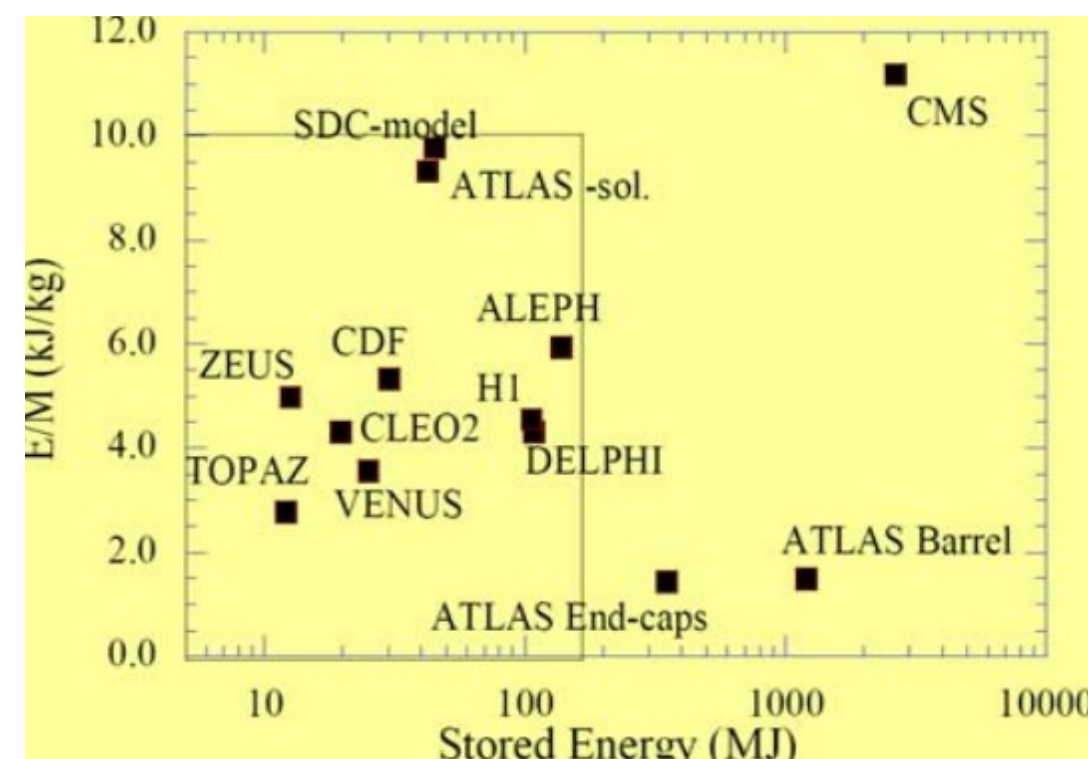 12.0
SDC-model
CMS
10.0
ATLAS -sol.
8.0
ALEPH
CDF
6.0
ZEUS
H1
CLEO2
4.0
DELPHI
TOPAZ
VENUS
ATLAS Barrel
2.0
ATLAS End-caps
0.0
E/M (kJ/kg)
10 100 1000 10000
Stored Energy (MJ)